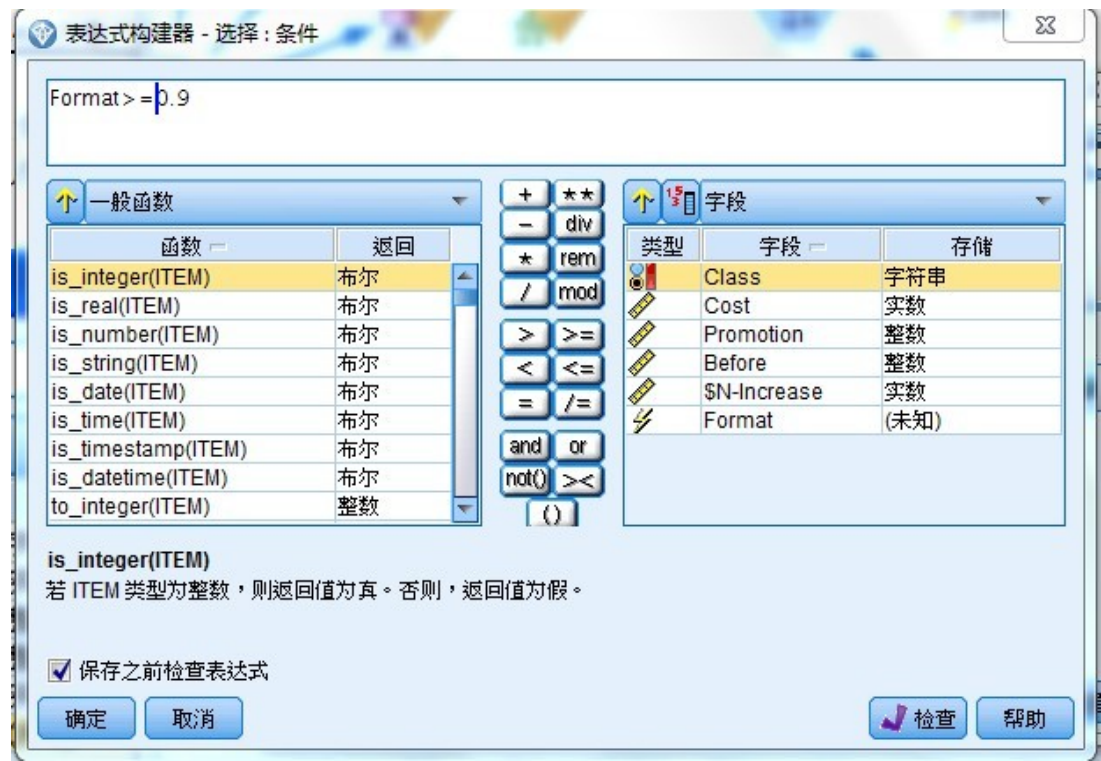 表达式构建器 - 选择 : 条件
Format>=0.9
一般函数
函数 返回
is_integer(ITEM) 布尔
is_real(ITEM) 布尔
is_number(ITEM) 布尔
is_string(ITEM) 布尔
is_date(ITEM) 布尔
is_time(ITEM) 布尔
is_timestamp(ITEM) 布尔
is_datetime(ITEM) 布尔
to_integer(ITEM) 整数
+ **
- div
* rem
/ mod
> >=
< <=
= /=
and or
not() ><
()
字段
类型 字段 存储
Class 字符串
Cost 实数
Promotion 整数
Before 整数
$N-Increase 实数
Format (未知)
is_integer(ITEM)
若 ITEM 类型为整数，则返回值为真。否则，返回值为假。
保存之前检查表达式
确定 取消 检查 帮助